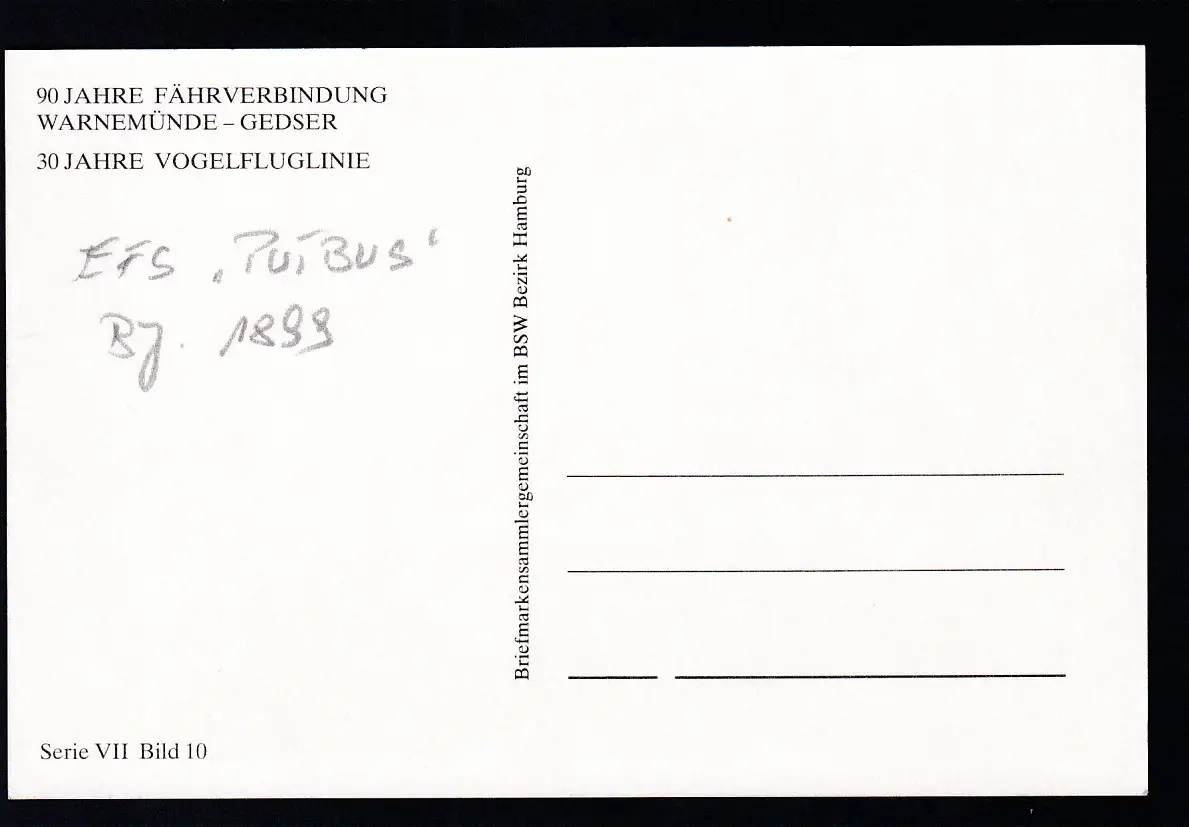 90 JAHRE FÄHRVERBINDUNG
WARNEMÜNDE – GEDSER
30 JAHRE VOGELFLUGLINIE
EFS „PUTBUS“
Bj. 1899
Briefmarkensammlergemeinschaft im BSW Bezirk Hamburg
Serie VII Bild 10